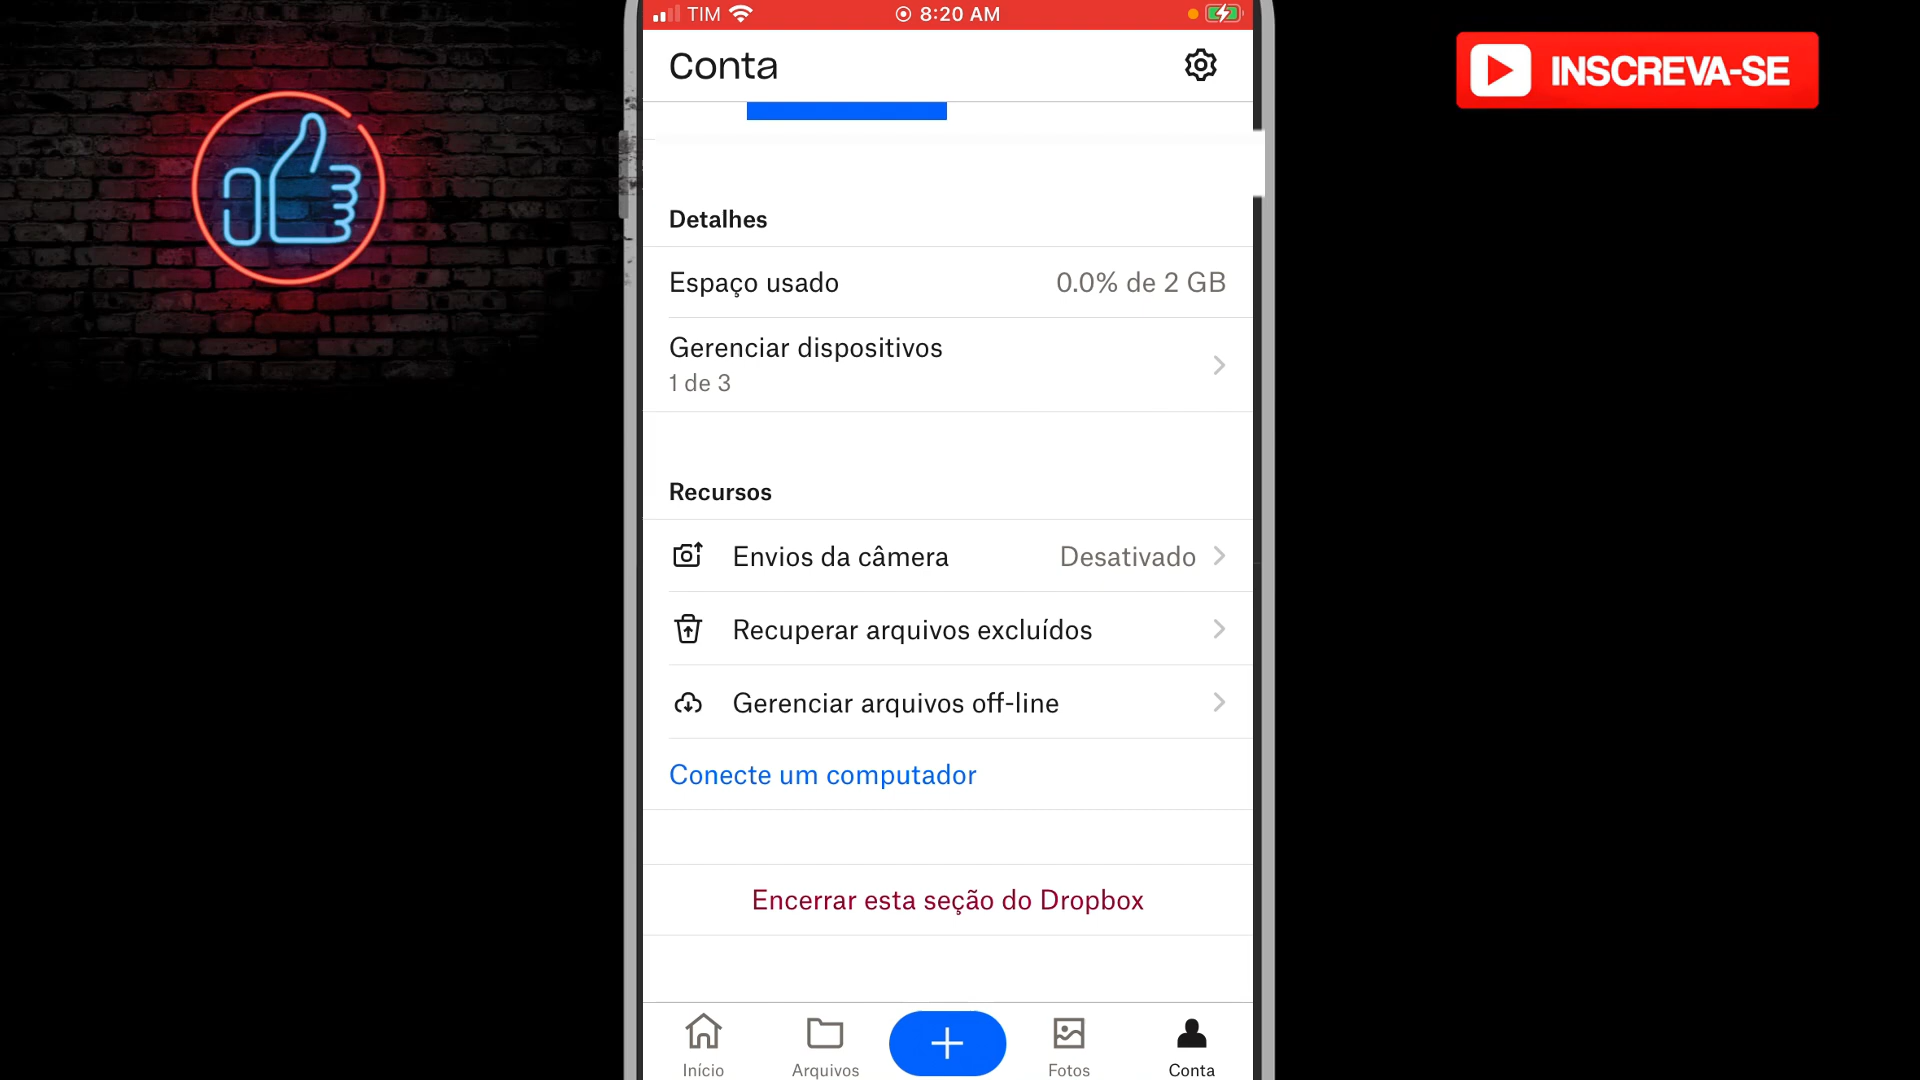 TIM
8:20 AM
Conta
INSCREVA-SE
Detalhes
Espaço usado
0.0% de 2 GB
Gerenciar dispositivos
1 de 3
Recursos
Envios da câmera
Desativado
Recuperar arquivos excluídos
Gerenciar arquivos off-line
Conecte um computador
Encerrar esta seção do Dropbox
Início
Arquivos
Fotos
Conta